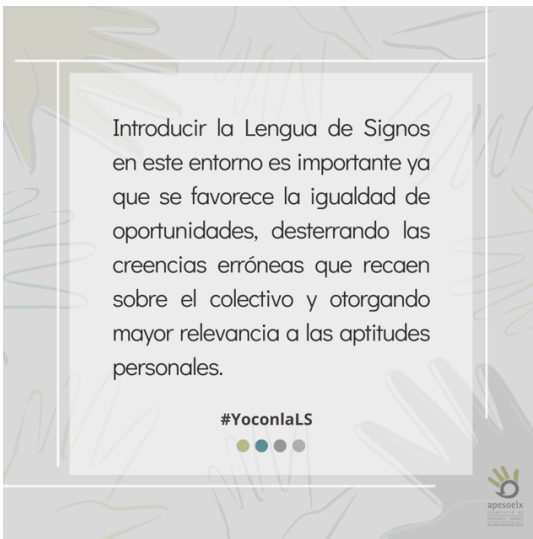 Introducir la Lengua de Signos
en este entorno es importante ya
que se favorece la igualdad de
oportunidades, desterrando las
creencias erróneas que recaen
sobre el colectivo y otorgando
mayor relevancia a las aptitudes
personales.
#YoconlaLS
apesoelx